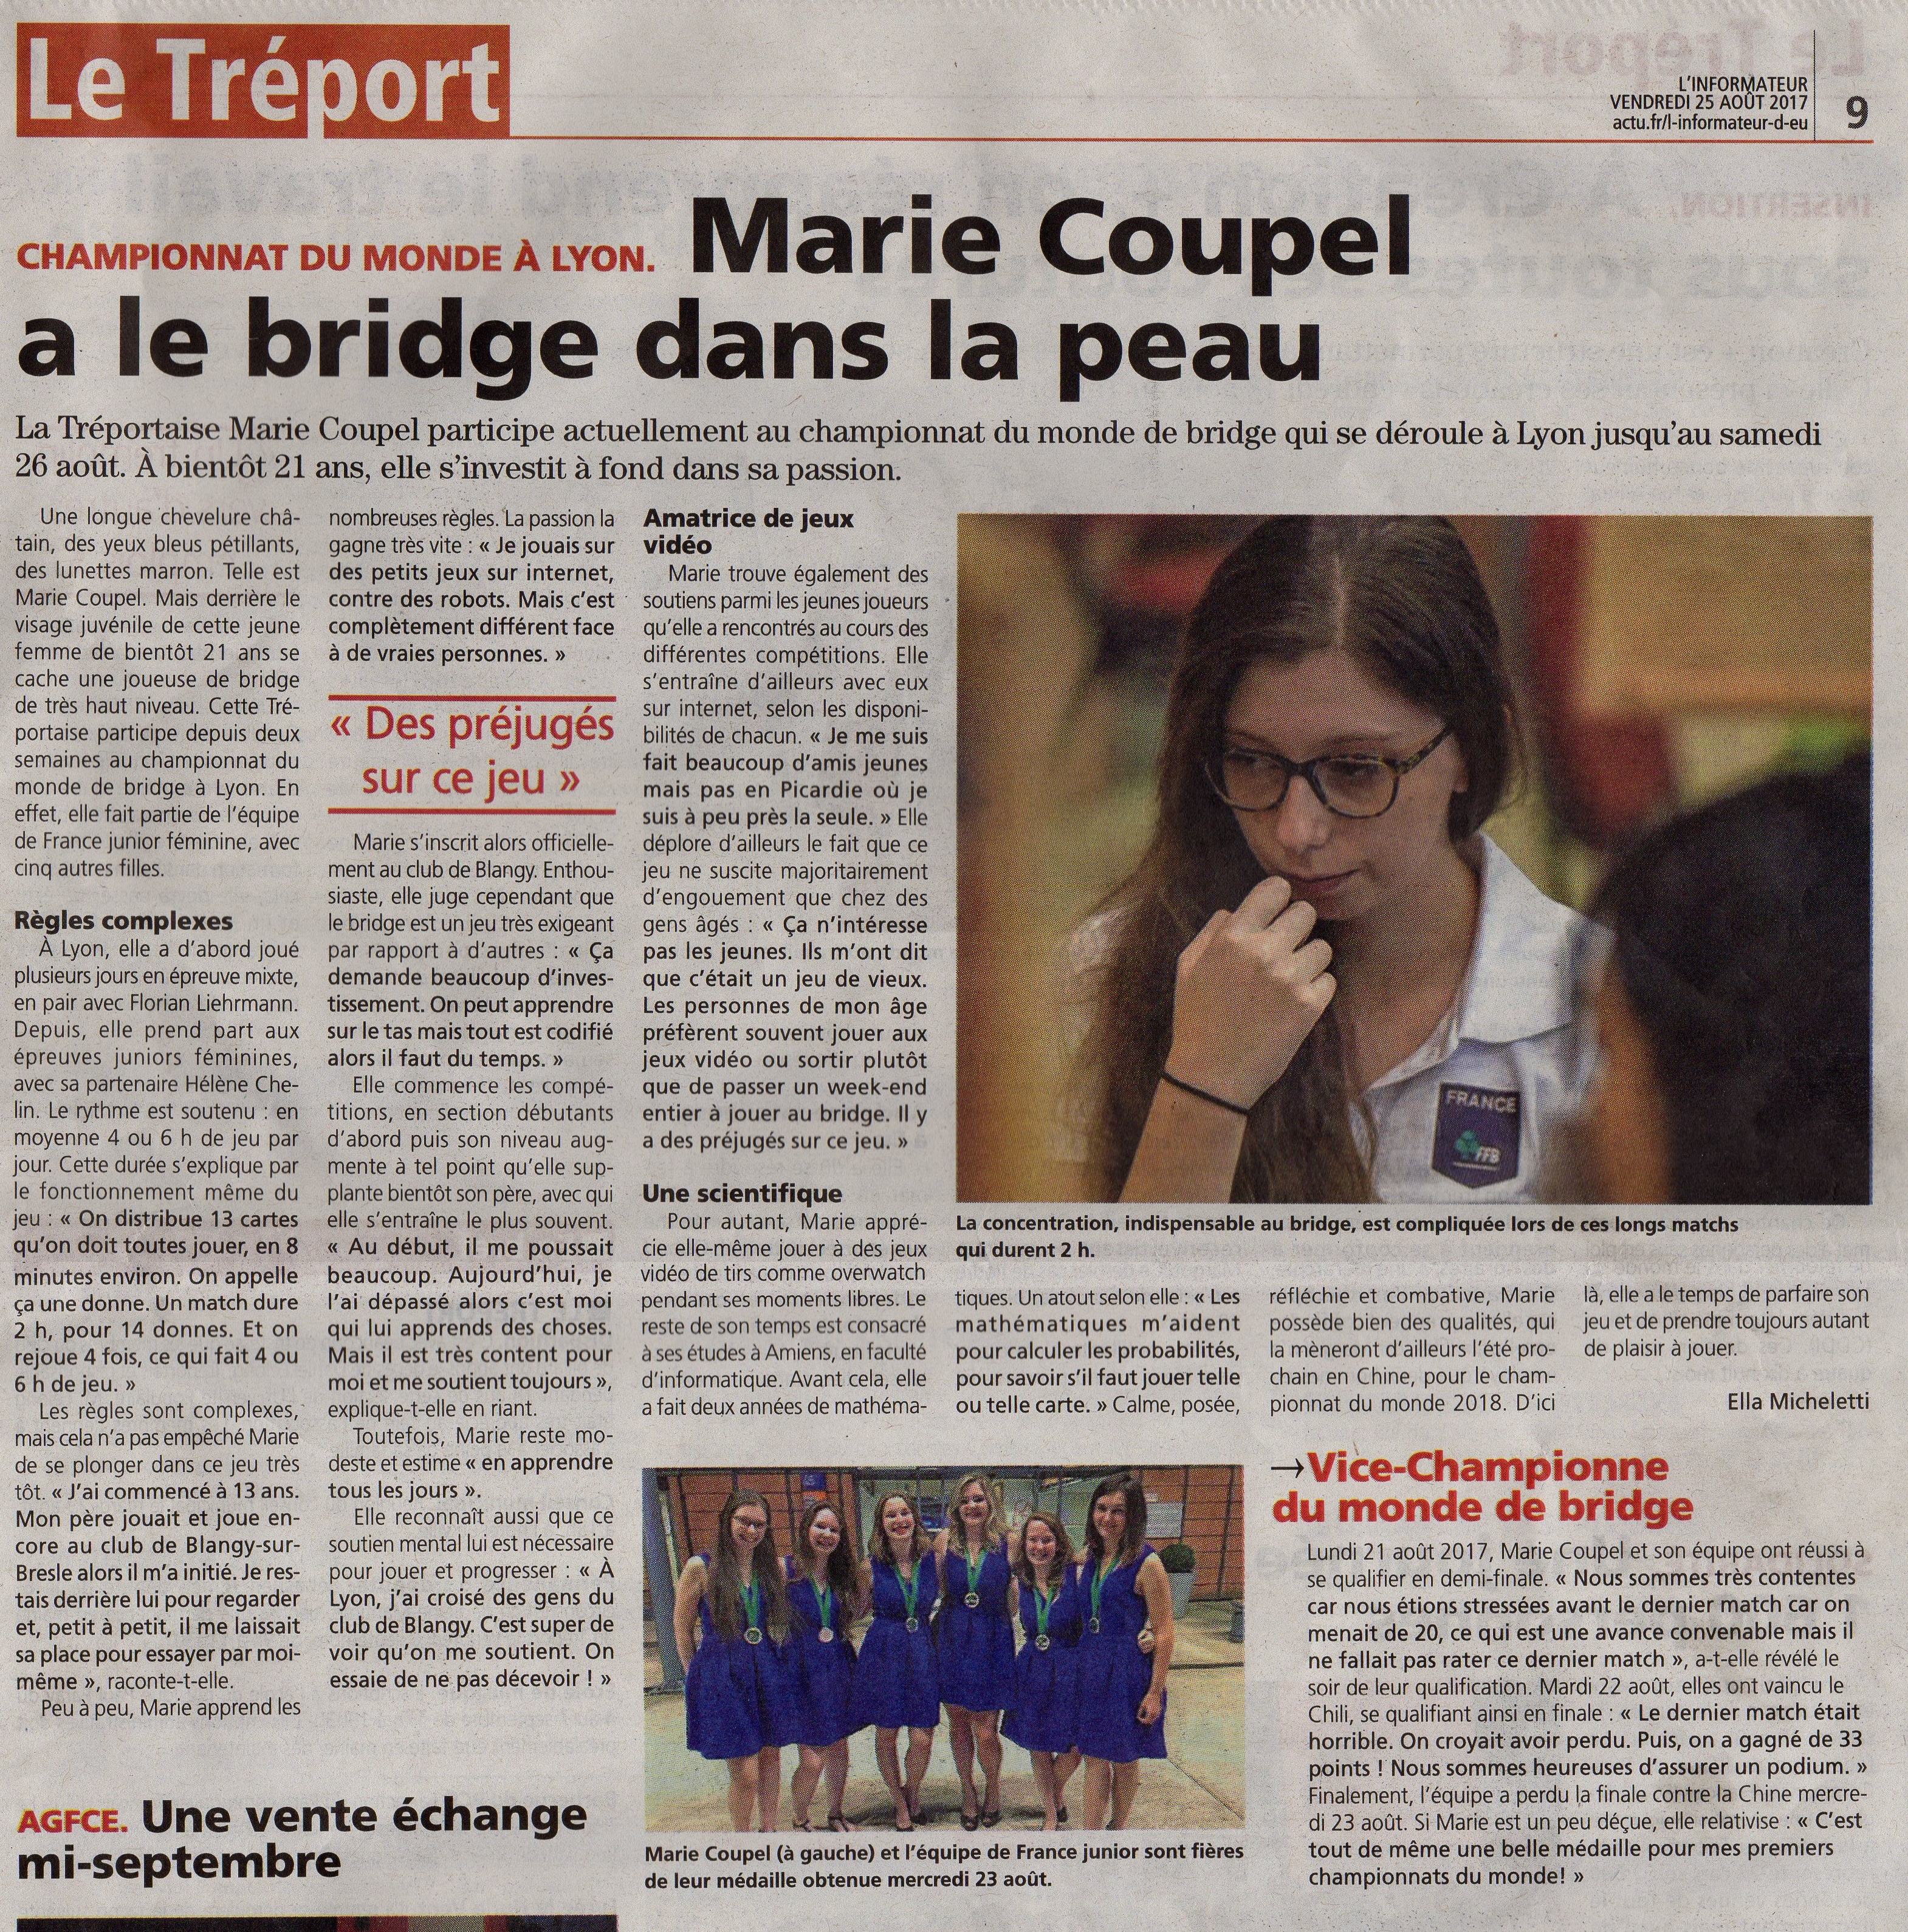 Le Tréport
L'INFORMATEUR
VENDREDI 25 AOÛT 2017
actu.fr/l-informateur-d-eu
9
CHAMPIONNAT DU MONDE À LYON. Marie Coupel
a le bridge dans la peau
La Tréportaise Marie Coupel participe actuellement au championnat du monde de bridge qui se déroule à Lyon jusqu'au samedi
26 août. À bientôt 21 ans, elle s'investit à fond dans sa passion.
Une longue chevelure châ-
tain, des yeux bleus pétillants,
des lunettes marron. Telle est
Marie Coupel. Mais derrière le
visage juvénile de cette jeune
femme de bientôt 21 ans se
cache une joueuse de bridge
de très haut niveau. Cette Tré-
portaise participe depuis deux
semaines au championnat du
monde de bridge à Lyon. En
effet, elle fait partie de l'équipe
de France junior féminine, avec
cinq autres filles.
Règles complexes
À Lyon, elle a d'abord joué
plusieurs jours en épreuve mixte,
en pair avec Florian Liehrmann.
Depuis, elle prend part aux
épreuves juniors féminines,
avec sa partenaire Hélène Che-
lin. Le rythme est soutenu : en
moyenne 4 ou 6 h de jeu par
jour. Cette durée s'explique par
le fonctionnement même du
jeu : « On distribue 13 cartes
qu'on doit toutes jouer, en 8
minutes environ. On appelle
ça une donne. Un match dure
2 h, pour 14 donnes. Et on
rejoue 4 fois, ce qui fait 4 ou
6 h de jeu. »
Les règles sont complexes,
mais cela n'a pas empêché Marie
de se plonger dans ce jeu très
tôt. « J'ai commencé à 13 ans.
Mon père jouait et joue en-
core au club de Blangy-sur-
Bresle alors il m'a initié. Je res-
tais derrière lui pour regarder
et, petit à petit, il me laissait
sa place pour essayer par moi-
même », raconte-t-elle.
Peu à peu, Marie apprend les
nombreuses règles. La passion la
gagne très vite : « Je jouais sur
des petits jeux sur internet,
contre des robots. Mais c'est
complètement différent face
à de vraies personnes. »
« Des préjugés
sur ce jeu »
Marie s'inscrit alors officielle-
ment au club de Blangy. Enthou-
siaste, elle juge cependant que
le bridge est un jeu très exigeant
par rapport à d'autres : « Ça
demande beaucoup d'inves-
tissement. On peut apprendre
sur le tas mais tout est codifié
alors il faut du temps. »
Elle commence les compé-
titions, en section débutants
d'abord puis son niveau aug-
mente à tel point qu'elle sup-
plante bientôt son père, avec qui
elle s'entraîne le plus souvent.
« Au début, il me poussait
beaucoup. Aujourd'hui, je
l'ai dépassé alors c'est moi
qui lui apprends des choses.
Mais il est très content pour
moi et me soutient toujours »,
explique-t-elle en riant.
Toutefois, Marie reste mo-
deste et estime « en apprendre
tous les jours ».
Elle reconnaît aussi que ce
soutien mental lui est nécessaire
pour jouer et progresser : « À
Lyon, j'ai croisé des gens du
club de Blangy. C'est super de
voir qu'on me soutient. On
essaie de ne pas décevoir ! »
Amatrice de jeux
vidéo
Marie trouve également des
soutiens parmi les jeunes joueurs
qu'elle a rencontrés au cours des
différentes compétitions. Elle
s'entraîne d'ailleurs avec eux
sur internet, selon les disponi-
bilités de chacun. « Je me suis
fait beaucoup d'amis jeunes
mais pas en Picardie où je
suis à peu près la seule. » Elle
déplore d'ailleurs le fait que ce
jeu ne suscite majoritairement
d'engouement que chez des
gens âgés : « Ça n'intéresse
pas les jeunes. Ils m'ont dit
que c'était un jeu de vieux.
Les personnes de mon âge
préfèrent souvent jouer aux
jeux vidéo ou sortir plutôt
que de passer un week-end
entier à jouer au bridge. Il y
a des préjugés sur ce jeu. »
Une scientifique
Pour autant, Marie appré-
cie elle-même jouer à des jeux
vidéo de tirs comme overwatch
pendant ses moments libres. Le
reste de son temps est consacré
à ses études à Amiens, en faculté
d'informatique. Avant cela, elle
a fait deux années de mathéma-
FRANCE
FFB
La concentration, indispensable au bridge, est compliquée lors de ces longs matchs
qui durent 2 h.
tiques. Un atout selon elle : « Les
mathématiques m'aident
pour calculer les probabilités,
pour savoir s'il faut jouer telle
ou telle carte. » Calme, posée,
réfléchie et combative, Marie
possède bien des qualités, qui
la mèneront d'ailleurs l'été pro-
chain en Chine, pour le cham-
pionnat du monde 2018. D'ici
là, elle a le temps de parfaire son
jeu et de prendre toujours autant
de plaisir à jouer.
Ella Micheletti
Marie Coupel (à gauche) et l'équipe de France junior sont fières
de leur médaille obtenue mercredi 23 août.
→Vice-Championne
du monde de bridge
Lundi 21 août 2017, Marie Coupel et son équipe ont réussi à
se qualifier en demi-finale. « Nous sommes très contentes
car nous étions stressées avant le dernier match car on
menait de 20, ce qui est une avance convenable mais il
ne fallait pas rater ce dernier match », a-t-elle révélé le
soir de leur qualification. Mardi 22 août, elles ont vaincu le
Chili, se qualifiant ainsi en finale : « Le dernier match était
horrible. On croyait avoir perdu. Puis, on a gagné de 33
points ! Nous sommes heureuses d'assurer un podium. »
Finalement, l'équipe a perdu la finale contre la Chine mercre-
di 23 août. Si Marie est un peu déçue, elle relativise : « C'est
tout de même une belle médaille pour mes premiers
championnats du monde! »
AGFCE. Une vente échange
mi-septembre